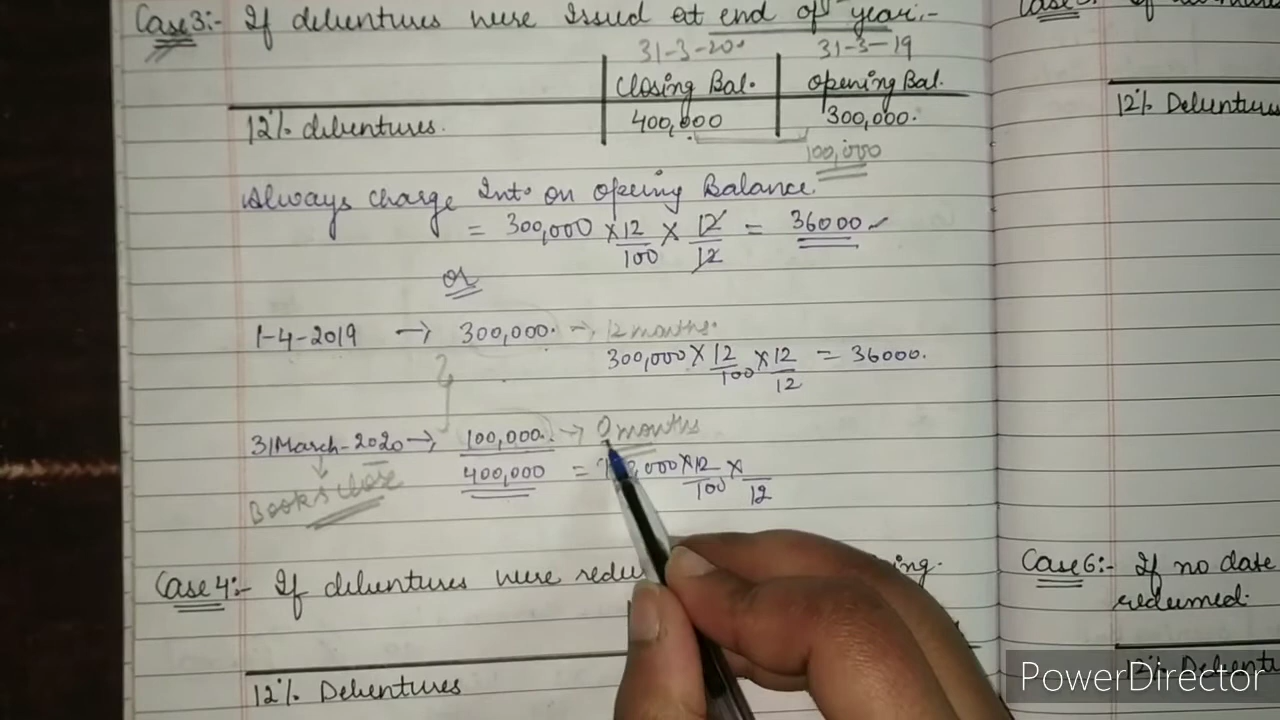 Case 3:- If debentures were Issued at end of year:-
31-3-20
31-3-19
Closing Bal.
Opening Bal.
12% debentures.
400,000
300,000.
100,000
Always charge Int. on Opening Balance.
= 300,000 × 12/100 × 12/12 = 36000
or
1-4-2019 → 300,000. → 12 months.
300,000 × 12/100 × 12/12 = 36000.
31 March-2020 → 100,000. → 0 months
400,000 = ,000 × 12/100 × /12
Books close
Case 4:- If debentures were
12% Debentures
12% Debentures
Case 6:- If no date
redeemed.
12% Debentu
PowerDirector